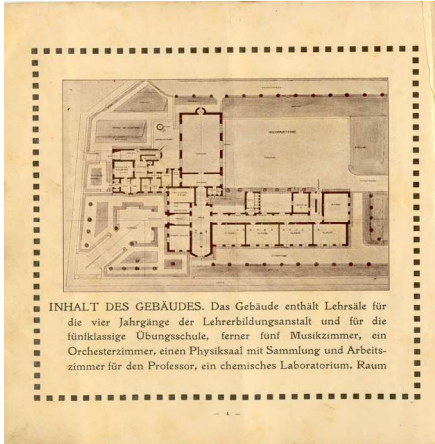 INHALT DES GEBÄUDES. Das Gebäude enthält Lehrsäle für
die vier Jahrgänge der Lehrerbildungsanstalt und für die
fünfklassige Übungsschule, ferner fünf Musikzimmer, ein
Orchesterzimmer, einen Physiksaal mit Sammlung und Arbeits-
zimmer für den Professor, ein chemisches Laboratorium, Raum
— 4 —